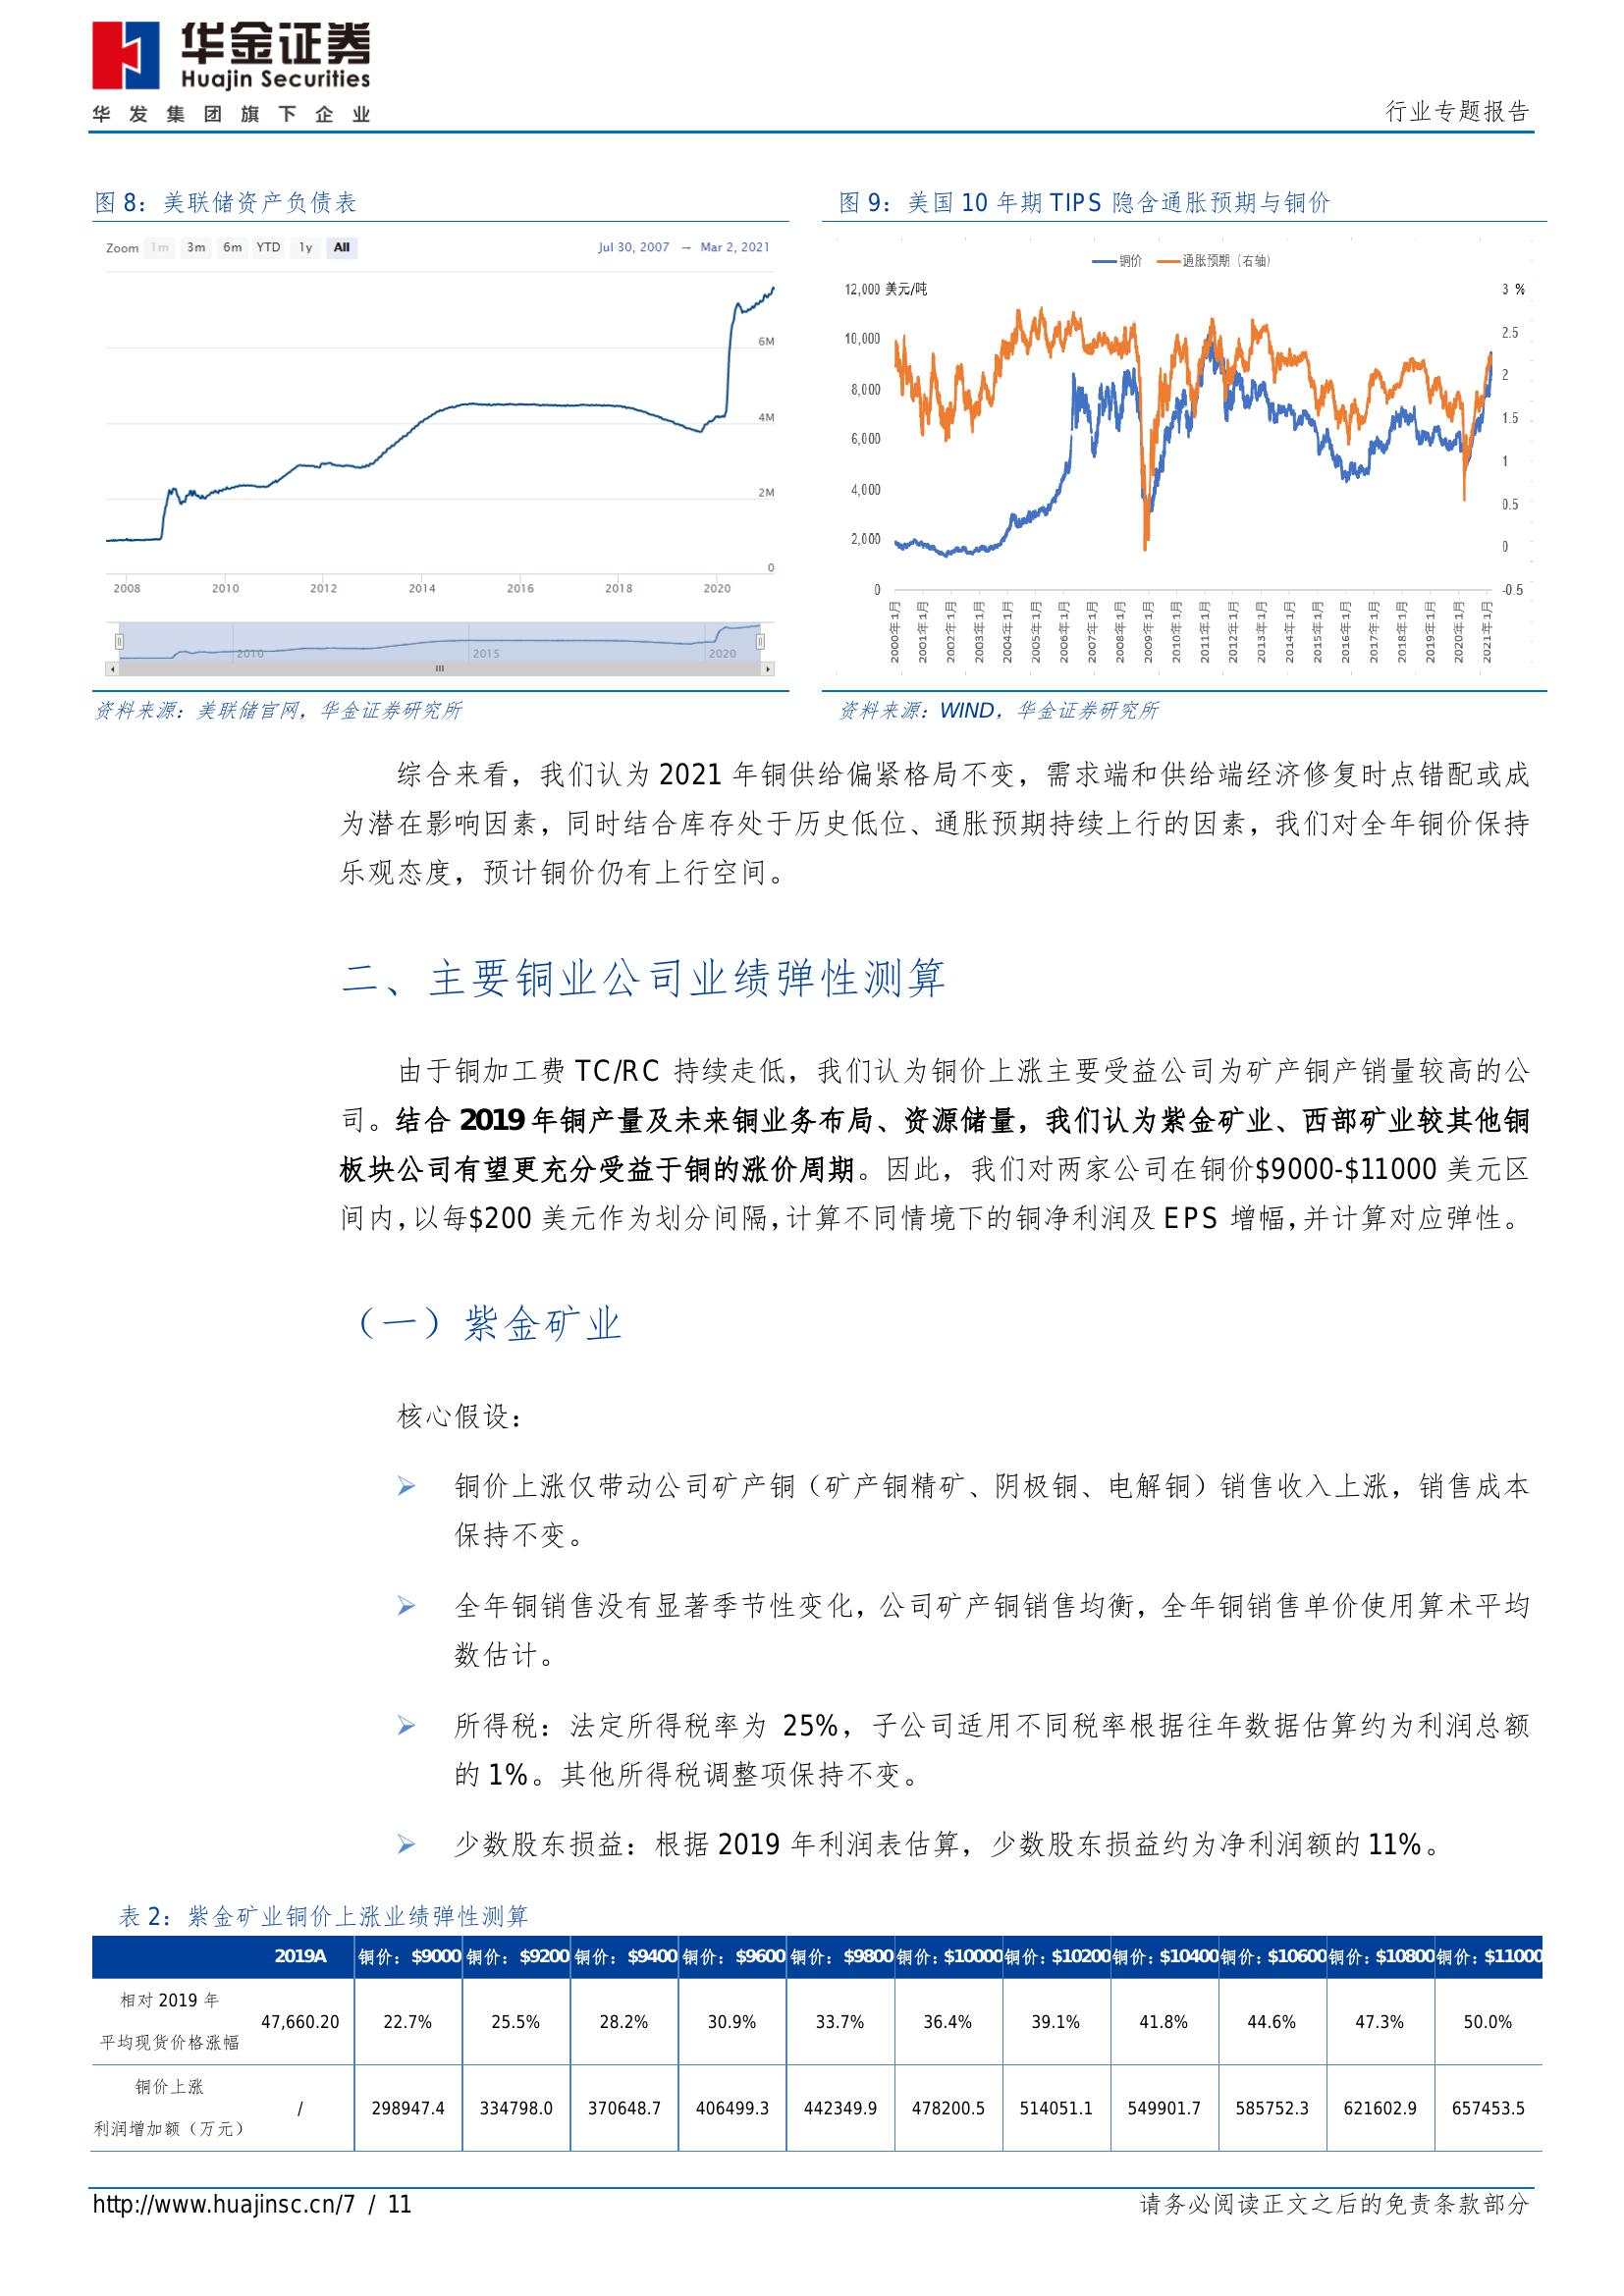 华金证券
Huajin Securities
华发集团旗下企业
行业专题报告
图 8：美联储资产负债表
Zoom 1m 3m 6m YTD 1y All Jul 30, 2007 → Mar 2, 2021
6M
4M
2M
0
2008 2010 2012 2014 2016 2018 2020
2010 2015 2020
资料来源：美联储官网，华金证券研究所
图 9：美国 10 年期 TIPS 隐含通胀预期与铜价
铜价 通胀预期（右轴）
12,000 美元/吨 3 %
10,000 2.5
8,000 2
6,000 1.5
4,000 1
2,000 0.5
0 0
-0.5
2000年1月 2001年1月 2002年1月 2003年1月 2004年1月 2005年1月 2006年1月 2007年1月 2008年1月 2009年1月 2010年1月 2011年1月 2012年1月 2013年1月 2014年1月 2015年1月 2016年1月 2017年1月 2018年1月 2019年1月 2020年1月 2021年1月
资料来源：WIND，华金证券研究所
综合来看，我们认为 2021 年铜供给偏紧格局不变，需求端和供给端经济修复时点错配或成
为潜在影响因素，同时结合库存处于历史低位、通胀预期持续上行的因素，我们对全年铜价保持
乐观态度，预计铜价仍有上行空间。
二、主要铜业公司业绩弹性测算
由于铜加工费 TC/RC 持续走低，我们认为铜价上涨主要受益公司为矿产铜产销量较高的公
司。结合 2019 年铜产量及未来铜业务布局、资源储量，我们认为紫金矿业、西部矿业较其他铜
板块公司有望更充分受益于铜的涨价周期。因此，我们对两家公司在铜价$9000-$11000 美元区
间内，以每$200 美元作为划分间隔，计算不同情境下的铜净利润及 EPS 增幅，并计算对应弹性。
（一）紫金矿业
核心假设：
➢ 铜价上涨仅带动公司矿产铜（矿产铜精矿、阴极铜、电解铜）销售收入上涨，销售成本
保持不变。
➢ 全年铜销售没有显著季节性变化，公司矿产铜销售均衡，全年铜销售单价使用算术平均
数估计。
➢ 所得税：法定所得税率为 25%，子公司适用不同税率根据往年数据估算约为利润总额
的 1%。其他所得税调整项保持不变。
➢ 少数股东损益：根据 2019 年利润表估算，少数股东损益约为净利润额的 11%。
表 2：紫金矿业铜价上涨业绩弹性测算
2019A 铜价：$9000 铜价：$9200 铜价：$9400 铜价：$9600 铜价：$9800 铜价：$10000 铜价：$10200 铜价：$10400 铜价：$10600 铜价：$10800 铜价：$11000
相对 2019 年
平均现货价格涨幅 47,660.20 22.7% 25.5% 28.2% 30.9% 33.7% 36.4% 39.1% 41.8% 44.6% 47.3% 50.0%
铜价上涨
利润增加额（万元） / 298947.4 334798.0 370648.7 406499.3 442349.9 478200.5 514051.1 549901.7 585752.3 621602.9 657453.5
http://www.huajinsc.cn/7 / 11
请务必阅读正文之后的免责条款部分